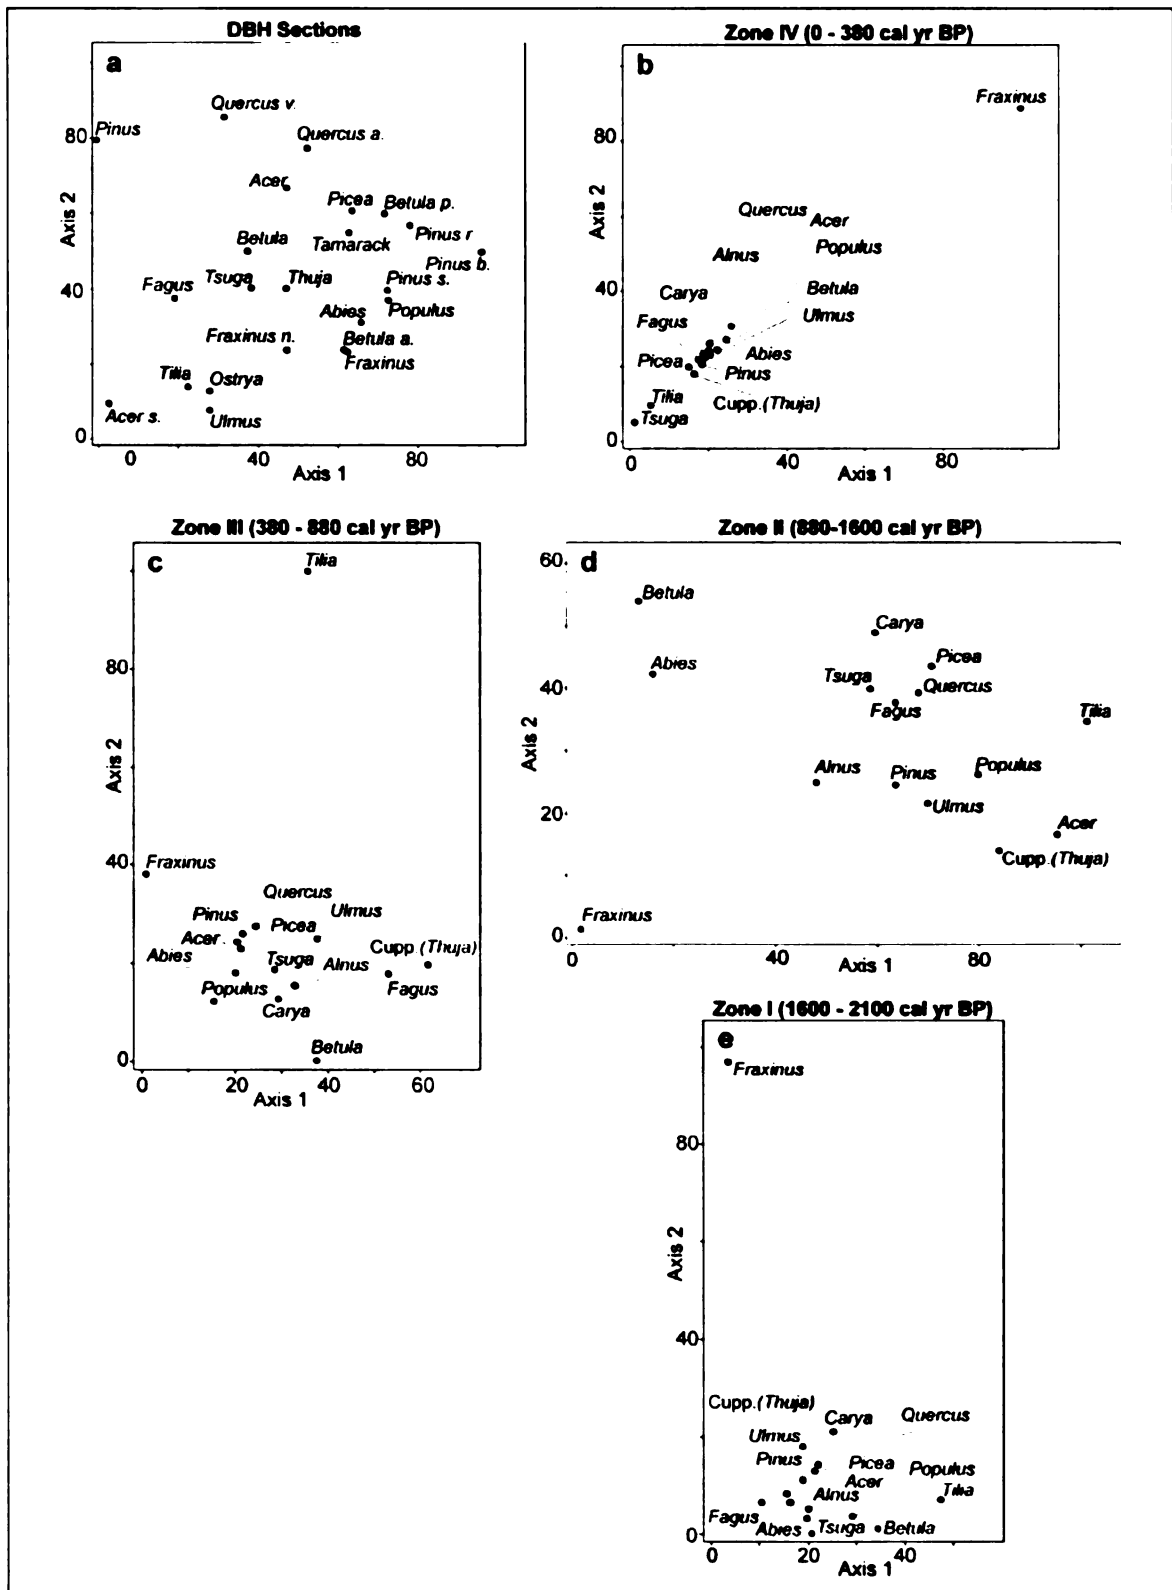 DBH Sections
a
Quercus v.
Pinus
80
Quercus a.
Acer
Picea
Betula p.
Axis 2
Pinus r
Betula
Tamarack
Pinus b.
Tsuga
Thuja
Pinus s.
Fagus
40
Abies
Populus
Fraxinus n.
Betula a.
Fraxinus
Tilia
Ostrya
Acer s.
Ulmus
0
0 40 80
Axis 1
Zone IV (0 - 380 cal yr BP)
b
Fraxinus
80
Quercus
Acer
Axis 2
Alnus
Populus
40
Carya
Betula
Fagus
Ulmus
Picea
Abies
Pinus
Tilia
Cupp.(Thuja)
Tsuga
0
0 40 80
Axis 1
Zone III (380 - 880 cal yr BP)
c
Tilia
80
Axis 2
40
Fraxinus
Quercus
Pinus
Ulmus
Acer
Picea
Abies
Tsuga
Cupp.(Thuja)
Alnus
Populus
Fagus
Carya
Betula
0
0 20 40 60
Axis 1
Zone II (880-1600 cal yr BP)
60
d
Betula
Carya
Abies
Picea
Tsuga
40
Quercus
Fagus
Tilia
Axis 2
Alnus
Pinus
Populus
20
Ulmus
Acer
Cupp.(Thuja)
Fraxinus
0
0 40 60 80
Axis 1
Zone I (1600 - 2100 cal yr BP)
e
Fraxinus
80
Axis 2
40
Cupp.(Thuja)
Carya
Quercus
Ulmus
Pinus
Picea
Populus
Acer
Tilia
Alnus
Fagus
Abies
Tsuga
Betula
0
0 20 40
Axis 1